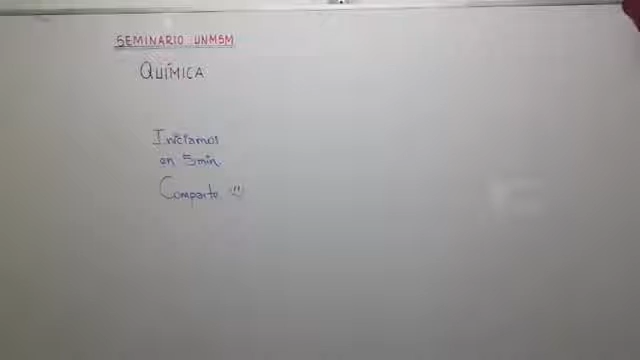 SEMINARIO UNMSM
QUÍMICA
Iniciamos
en 5min
Comparte !!